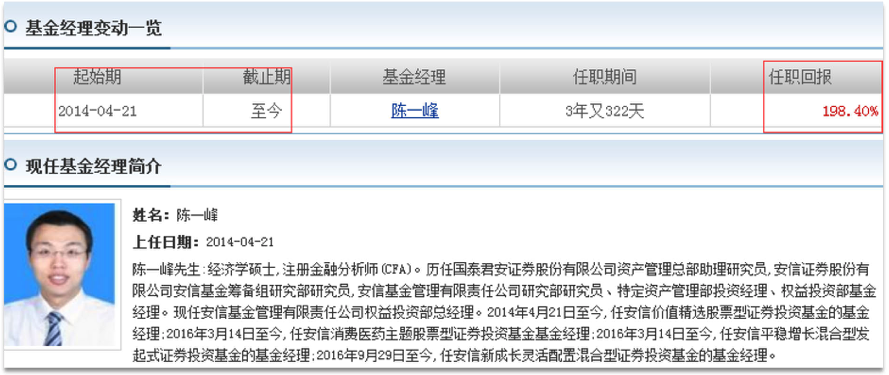 基金经理变动一览
起始期 截止期 基金经理 任职期间 任职回报
2014-04-21 至今 陈一峰 3年又322天 198.40%
现任基金经理简介
姓名：陈一峰
上任日期：2014-04-21
陈一峰先生:经济学硕士,注册金融分析师(CFA)。历任国泰君安证券股份有限公司资产管理总部助理研究员,安信证券股份有
限公司安信基金筹备组研究部研究员,安信基金管理有限责任公司研究部研究员、特定资产管理部投资经理、权益投资部基金
经理。现任安信基金管理有限责任公司权益投资部总经理。2014年4月21日至今,任安信价值精选股票型证券投资基金的基金
经理;2016年3月14日至今,任安信消费医药主题股票型证券投资基金基金经理;2016年3月14日至今,任安信平稳增长混合型发
起式证券投资基金的基金经理;2016年9月29日至今,任安信新成长灵活配置混合型证券投资基金的基金经理。